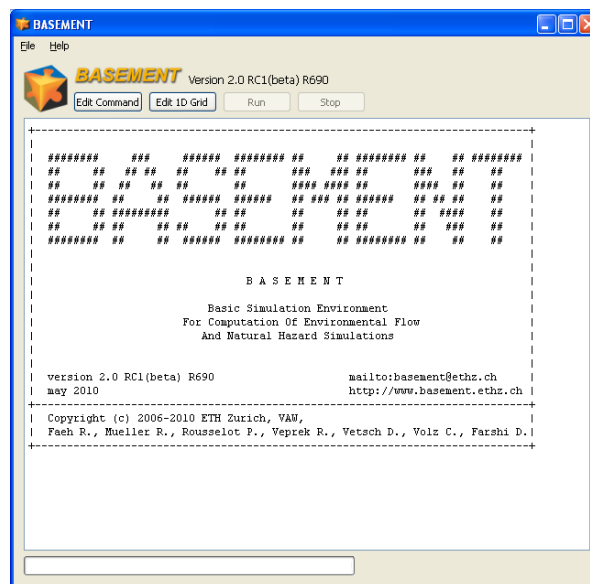 BASEMENT
File Help
BASEMENT Version 2.0 RC1(beta) R690
Edit Command Edit 1D Grid Run Stop
BASEMENT
B A S E M E N T
Basic Simulation Environment
For Computation Of Environmental Flow
And Natural Hazard Simulations
version 2.0 RC1(beta) R690 mailto:basement@ethz.ch
may 2010 http://www.basement.ethz.ch
Copyright (c) 2006-2010 ETH Zurich, VAW,
Faeh R., Mueller R., Rousselot P., Veprek R., Vetsch D., Volz C., Farshi D.